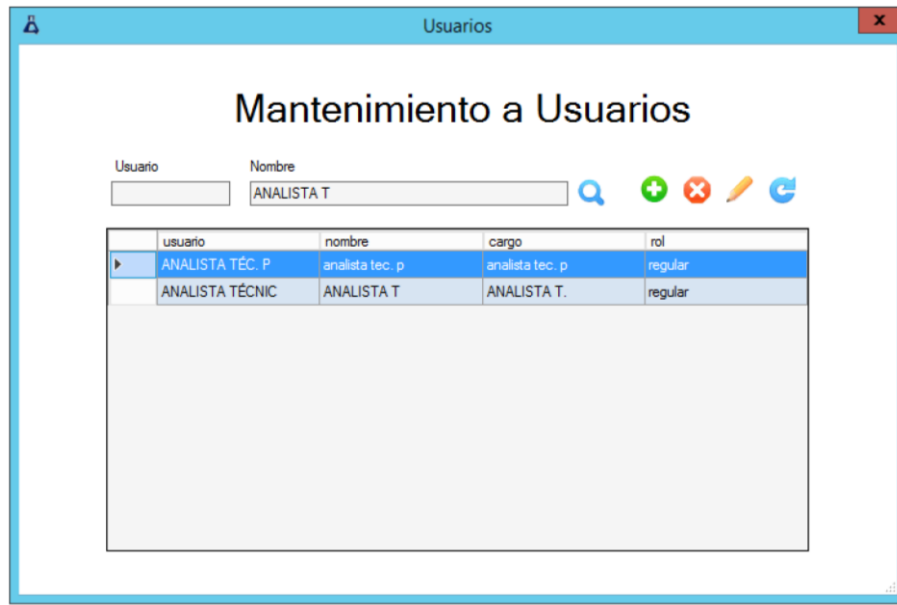 Usuarios
Mantenimiento a Usuarios
Usuario Nombre
ANALISTA T
usuario nombre cargo rol
ANALISTA TÉC. P analista tec. p analista tec. p regular
ANALISTA TÉCNIC ANALISTA T ANALISTA T. regular